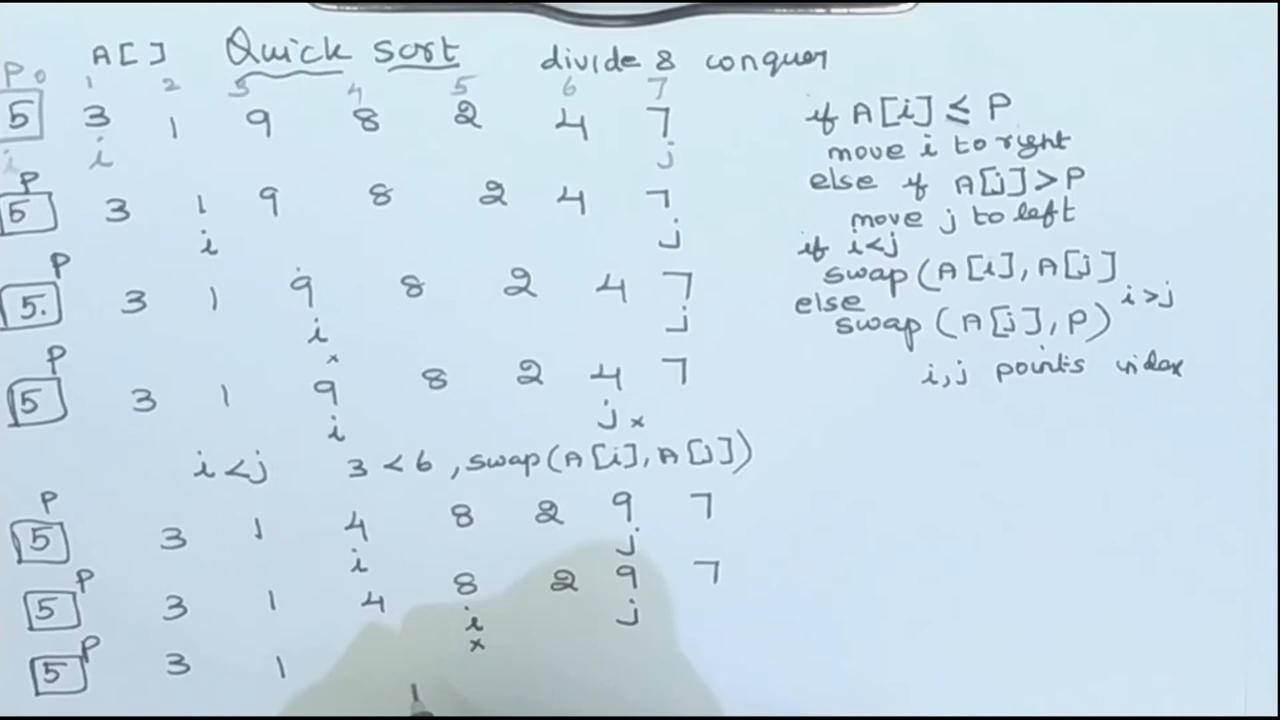 A[ ] Quick sort divide & conquer
P 0 1 2 3 4 5 6 7
5 3 1 9 8 2 4 7
i i j
P
5 3 1 9 8 2 4 7
i j
P
5. 3 1 9 8 2 4 7
i j
x
P
5 3 1 9 8 2 4 7
i j x
i < j 3 < 6 , swap(A[i], A[j])
P
5 3 1 4 8 2 9 7
i j
P
5 3 1 4 8 2 9 7
i j
x
P
5 3 1
if A[i] ≤ P
move i to right
else if A[j] > P
move j to left
if i<j
swap (A[i], A[j]
else i>j
swap (A[j], P)
i,j points index